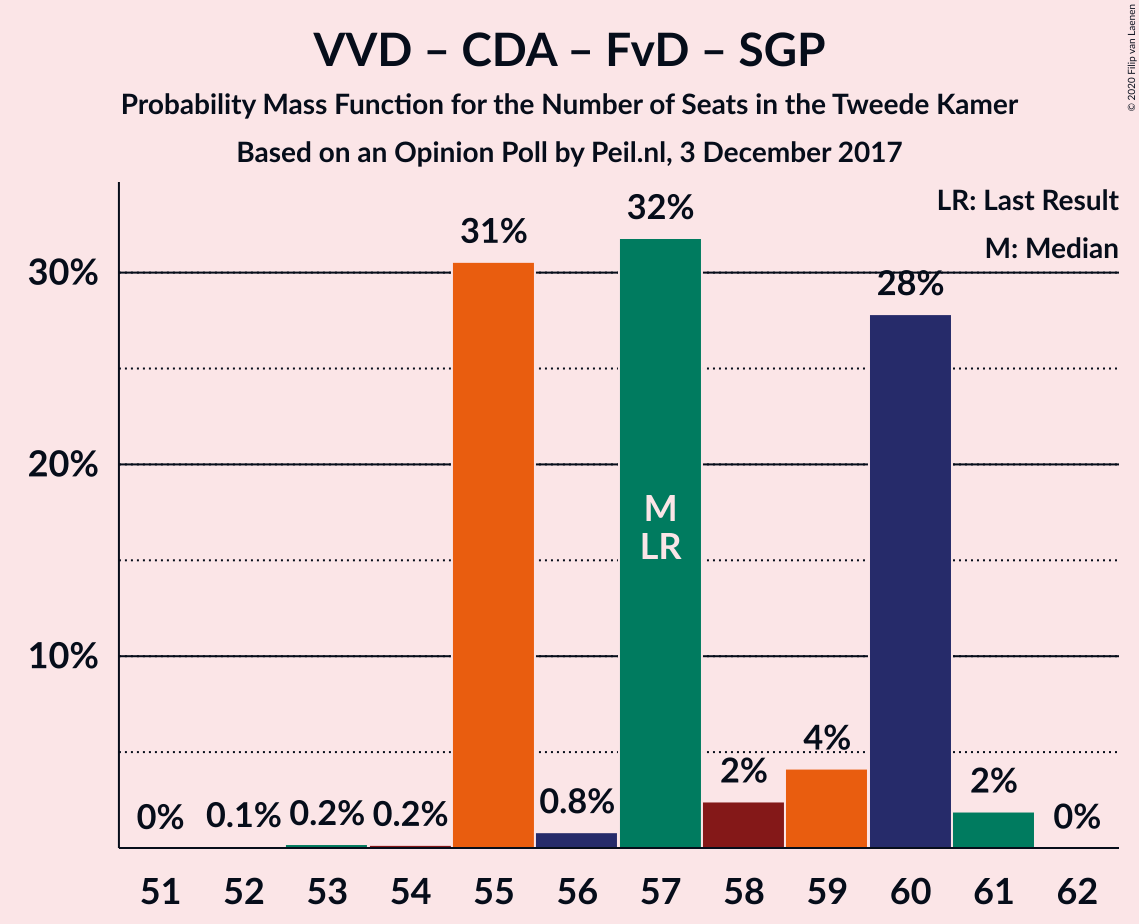 VVD – CDA – FvD – SGP
Probability Mass Function for the Number of Seats in the Tweede Kamer
Based on an Opinion Poll by Peil.nl, 3 December 2017
© 2020 Filip van Laenen
LR: Last Result
M: Median
30%
20%
10%
0%
0.1%
0.2%
0.2%
31%
0.8%
32%
2%
4%
28%
2%
0%
M
LR
51 52 53 54 55 56 57 58 59 60 61 62